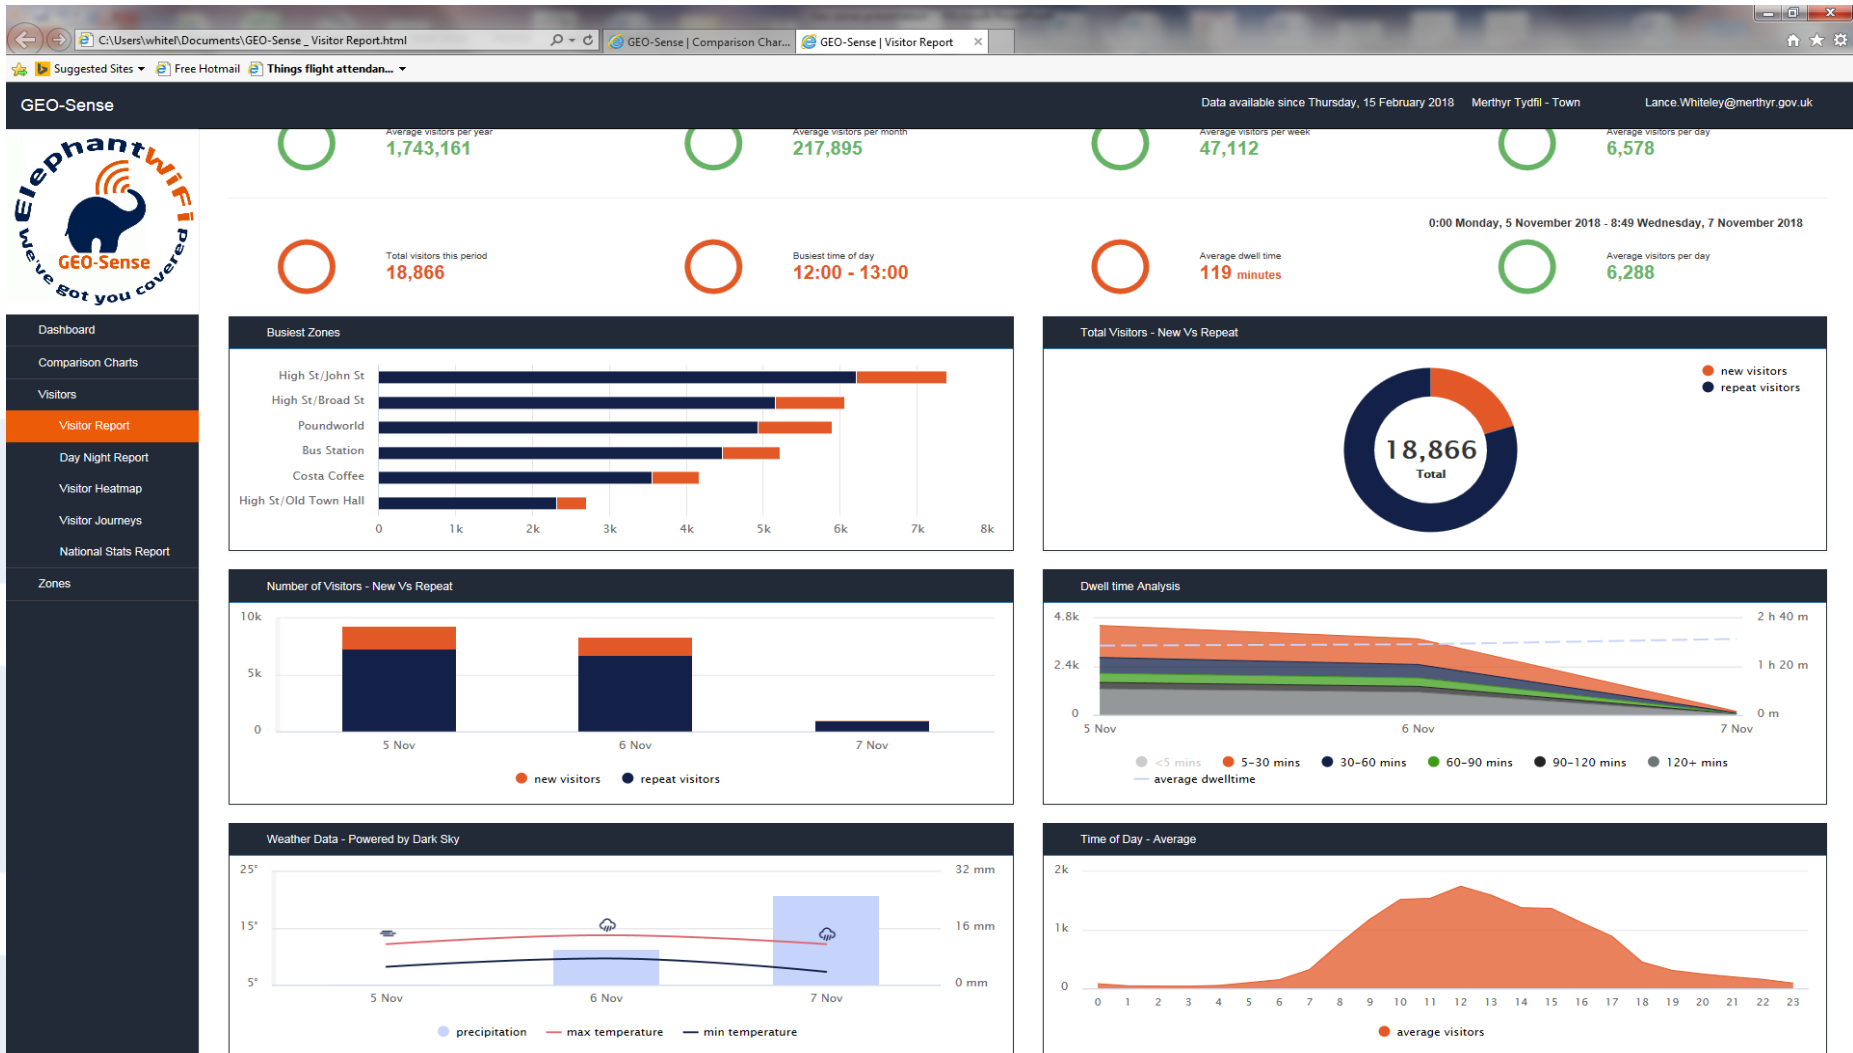 C:\Users\whitel\Documents\GEO-Sense _ Visitor Report.html
GEO-Sense | Comparison Char...
GEO-Sense | Visitor Report
Suggested Sites
Free Hotmail
Things flight attendan...
GEO-Sense
Data available since Thursday, 15 February 2018
Merthyr Tydfil - Town
Lance.Whiteley@merthyr.gov.uk
ElephantWiFi
GEO-Sense
We've got you covered
Average visitors per year
1,743,161
Average visitors per month
217,895
Average visitors per week
47,112
Average visitors per day
6,578
0:00 Monday, 5 November 2018 - 8:49 Wednesday, 7 November 2018
Total visitors this period
18,866
Busiest time of day
12:00 - 13:00
Average dwell time
119 minutes
Average visitors per day
6,288
Dashboard
Comparison Charts
Visitors
Visitor Report
Day Night Report
Visitor Heatmap
Visitor Journeys
National Stats Report
Zones
Busiest Zones
High St/John St
High St/Broad St
Poundworld
Bus Station
Costa Coffee
High St/Old Town Hall
0 1k 2k 3k 4k 5k 6k 7k 8k
Total Visitors - New Vs Repeat
new visitors
repeat visitors
18,866
Total
Number of Visitors - New Vs Repeat
10k
5k
0
5 Nov 6 Nov 7 Nov
new visitors repeat visitors
Dwell time Analysis
4.8k 2 h 40 m
2.4k 1 h 20 m
0 0 m
5 Nov 6 Nov 7 Nov
<5 mins 5-30 mins 30-60 mins 60-90 mins 90-120 mins 120+ mins
average dwelltime
Weather Data - Powered by Dark Sky
25° 32 mm
15° 16 mm
5° 0 mm
5 Nov 6 Nov 7 Nov
precipitation max temperature min temperature
Time of Day - Average
2k
1k
0
0 1 2 3 4 5 6 7 8 9 10 11 12 13 14 15 16 17 18 19 20 21 22 23
average visitors